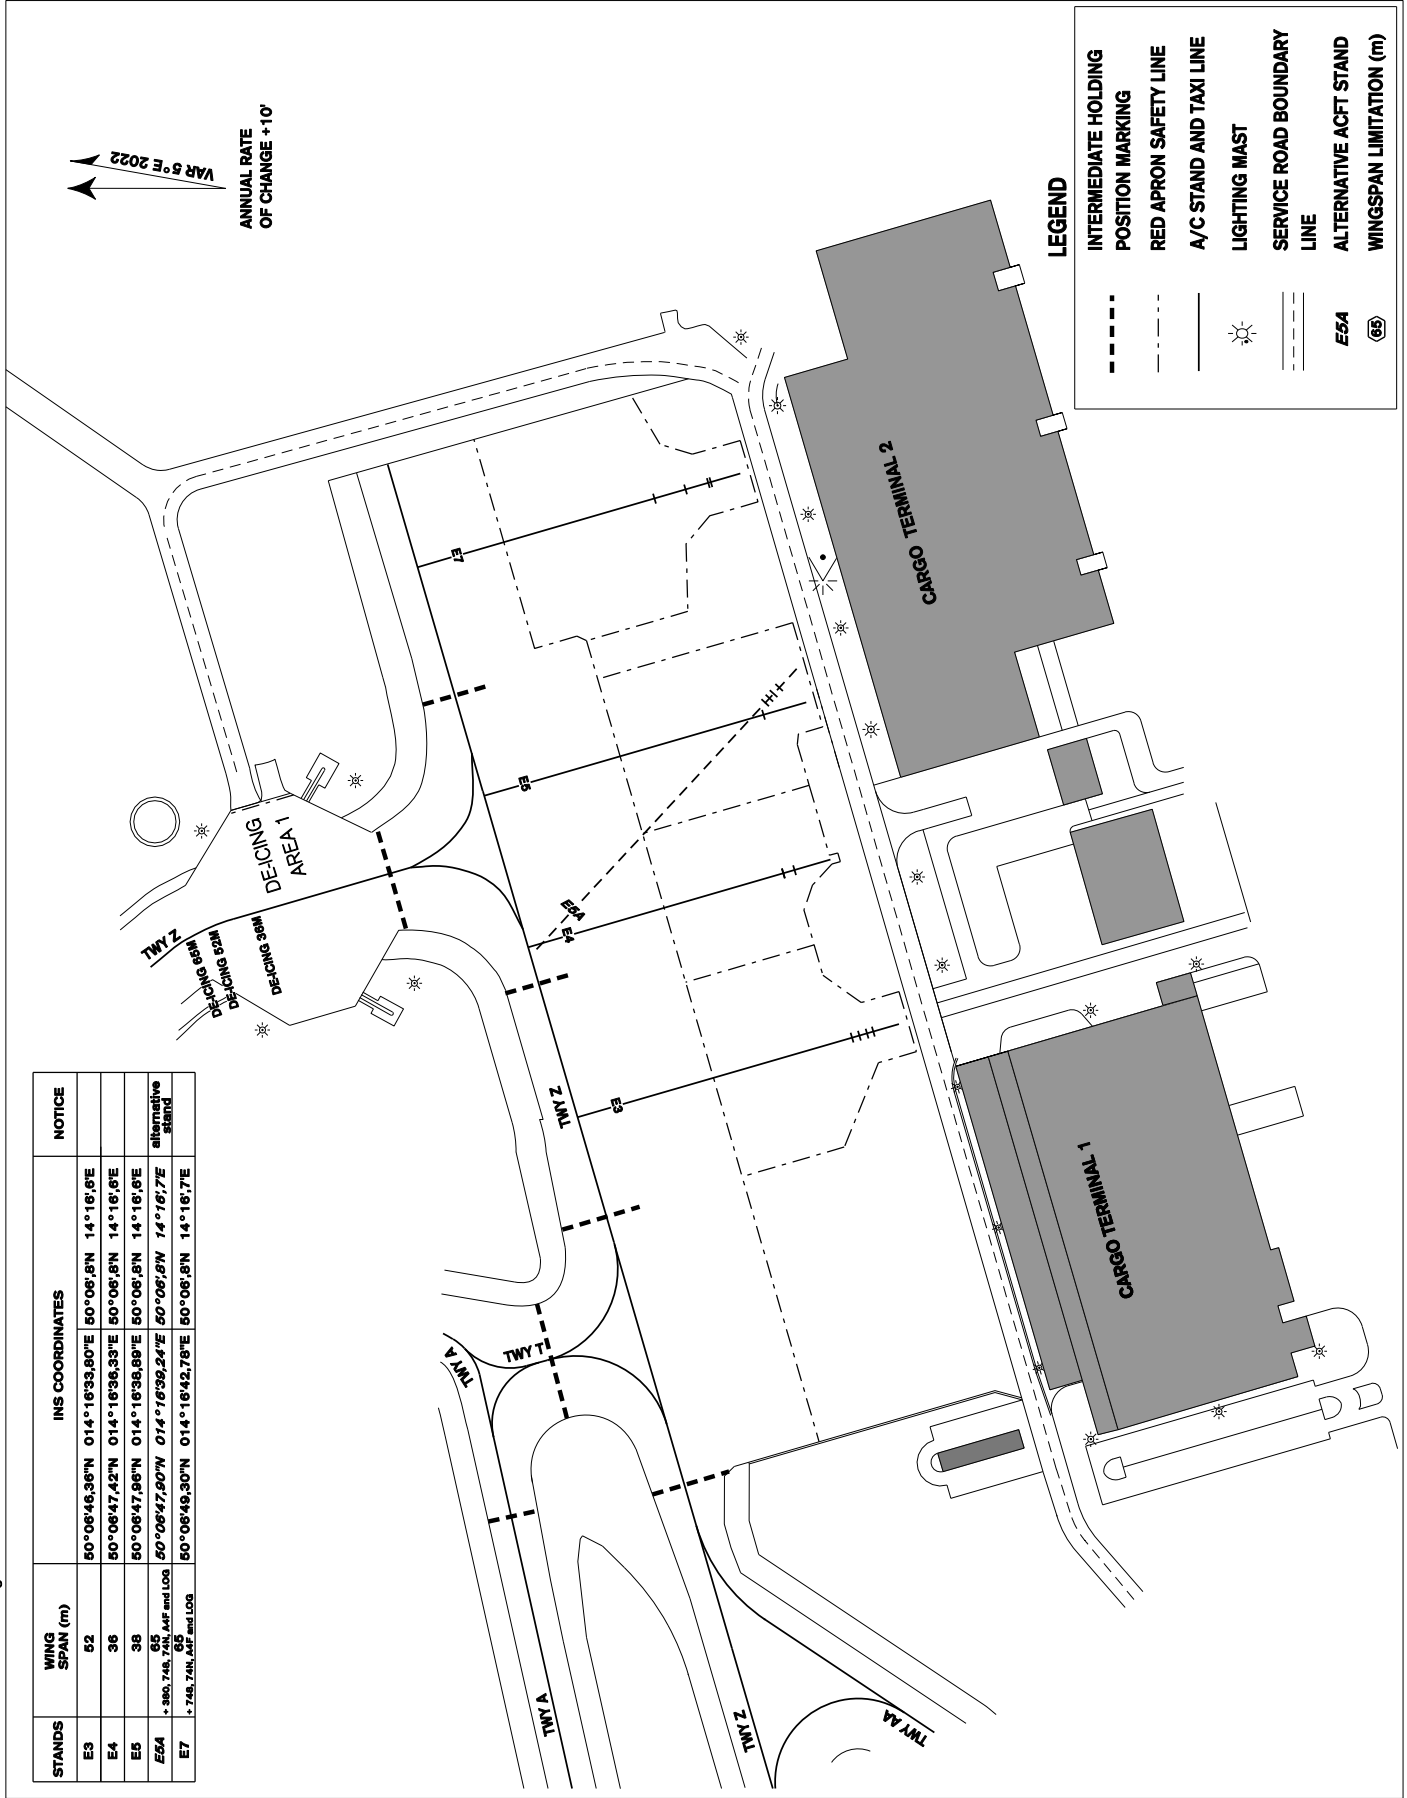 STANDS WING SPAN (m) INS COORDINATES NOTICE
E3 52 50°06'46,36"N 014°16'33,80"E 50°06',8'N 14°16',6'E
E4 36 50°06'47,42"N 014°16'36,33"E 50°06',8'N 14°16',6'E
E5 38 50°06'47,96"N 014°16'38,89"E 50°06',8'N 14°16',6'E
E5A 65 + 380, 748, 74N, A4F and LOG 50°06'47,90"N 014°16'39,24"E 50°06',8'N 14°16',7'E alternative stand
E7 65 + 748, 74N, A4F and LOG 50°06'49,30"N 014°16'42,78"E 50°06',8'N 14°16',7'E
VAR 5°E 2022
ANNUAL RATE
OF CHANGE +10'
TWY Z
DE-ICING 65M
DE-ICING 52M
DE-ICING 36M
DE-ICING
AREA 1
E7
E5
E5A
E4
E3
TWY Z
TWY A
TWY T
TWY A
TWY Z
TWY AA
CARGO TERMINAL 2
CARGO TERMINAL 1
LEGEND
INTERMEDIATE HOLDING
POSITION MARKING
RED APRON SAFETY LINE
A/C STAND AND TAXI LINE
LIGHTING MAST
SERVICE ROAD BOUNDARY
LINE
E5A ALTERNATIVE ACFT STAND
65 WINGSPAN LIMITATION (m)